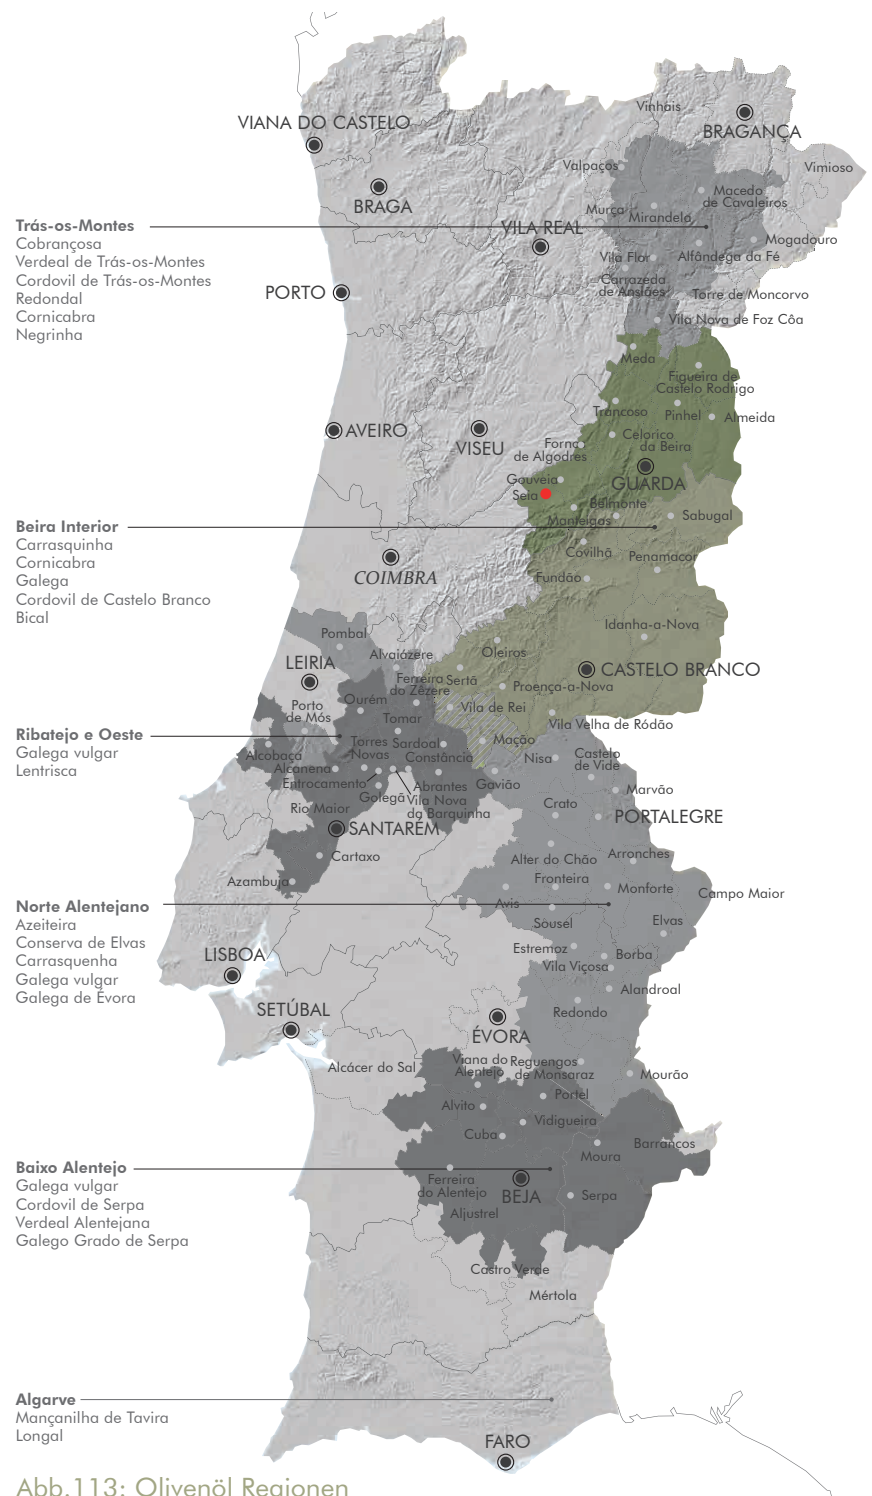 VIANA DO CASTELO
BRAGA
PORTO
VILA REAL
BRAGANÇA
Vinhais
Vimioso
Valpaços
Macedo
de Cavaleiros
Murça
Mirandela
Mogadouro
Vila Flor
Alfândega da Fé
Carrazeda
de Ansiães
Torre de Moncorvo
Vila Nova de Foz Côa
Trás-os-Montes
Cobrançosa
Verdeal de Trás-os-Montes
Cordovil de Trás-os-Montes
Redondal
Cornicabra
Negrinha
Meda
Figueira de
Castelo Rodrigo
Trancoso
Pinhel
Almeida
AVEIRO
VISEU
Celorico
da Beira
Forno
de Algodres
GUARDA
Gouveia
Seia
Belmonte
Manteigas
Sabugal
Covilhã
Penamacor
Fundão
COIMBRA
Beira Interior
Carrasquinha
Cornicabra
Galega
Cordovil de Castelo Branco
Bical
Idanha-a-Nova
Pombal
Alvaiázere
Oleiros
LEIRIA
CASTELO BRANCO
Ferreira
do Zêzere
Sertã
Proença-a-Nova
Ourém
Porto
de Mós
Vila de Rei
Tomar
Vila Velha de Ródão
Ribatejo e Oeste
Galega vulgar
Lentrisca
Torres
Novas
Sardoal
Mação
Alcobaça
Constância
Nisa
Castelo
de Vide
Alcanena
Entrocamento
Abrantes
Gavião
Marvão
Golegã
Vila Nova
da Barquinha
Rio Maior
Crato
PORTALEGRE
SANTARÉM
Cartaxo
Alter do Chão
Arronches
Azambuja
Fronteira
Monforte
Campo Maior
Avis
Sousel
Elvas
Norte Alentejano
Azeiteira
Conserva de Elvas
Carrasquenha
Galega vulgar
Galega de Évora
Estremoz
Borba
Vila Viçosa
LISBOA
Alandroal
SETÚBAL
Redondo
ÉVORA
Alcácer do Sal
Viana do
Alentejo
Reguengos
de Monsaraz
Mourão
Portel
Alvito
Vidigueira
Cuba
Barrancos
Moura
Baixo Alentejo
Galega vulgar
Cordovil de Serpa
Verdeal Alentejana
Galego Grado de Serpa
Ferreira
do Alentejo
BEJA
Serpa
Aljustrel
Castro Verde
Mértola
Algarve
Mançanilha de Tavira
Longal
FARO
Abb.113: Olivenöl Regionen